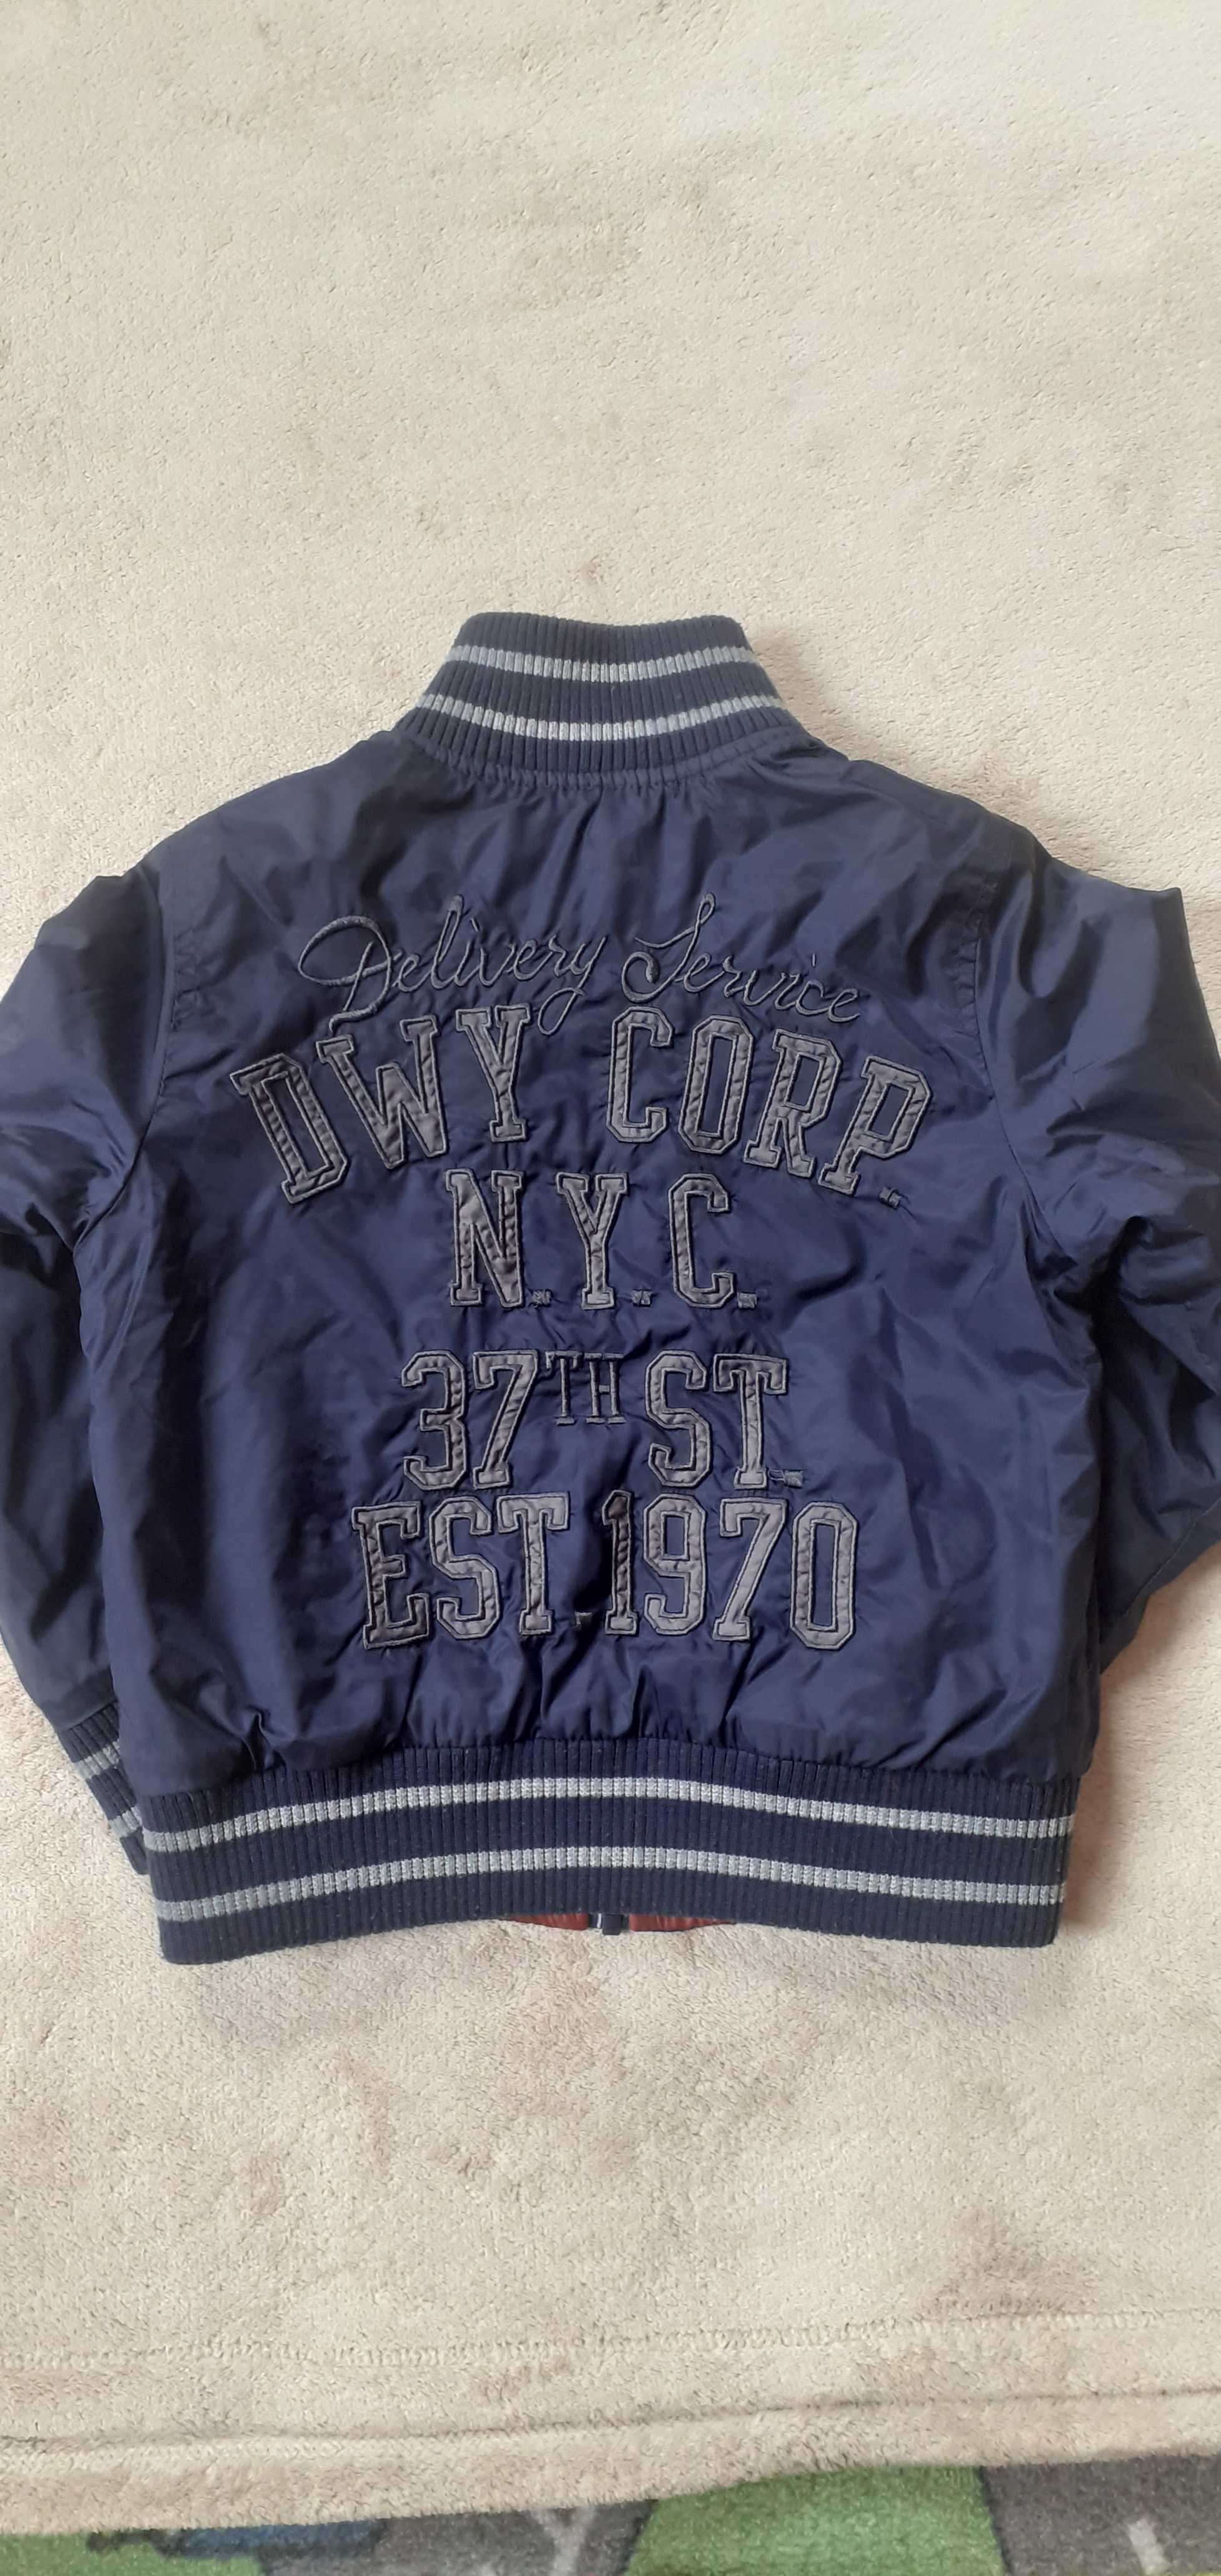 Delivery Service
DWY CORP.
N.Y.C.
37TH ST.
EST.1970